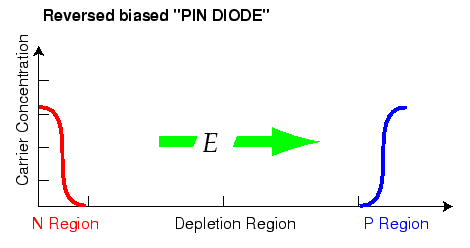 Reversed biased "PIN DIODE"
Carrier Concentration
E
N Region
Depletion Region
P Region